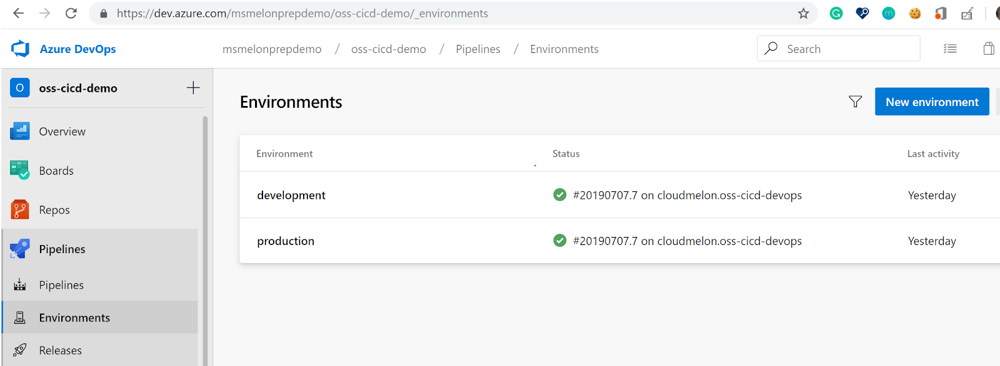 https://dev.azure.com/msmelonprepdemo/oss-cicd-demo/_environments
Azure DevOps
msmelonprepdemo / oss-cicd-demo / Pipelines / Environments
Search
O oss-cicd-demo
Environments
New environment
Overview
Boards
Repos
Pipelines
Pipelines
Environments
Releases
Environment Status Last activity
development #20190707.7 on cloudmelon.oss-cicd-devops Yesterday
production #20190707.7 on cloudmelon.oss-cicd-devops Yesterday